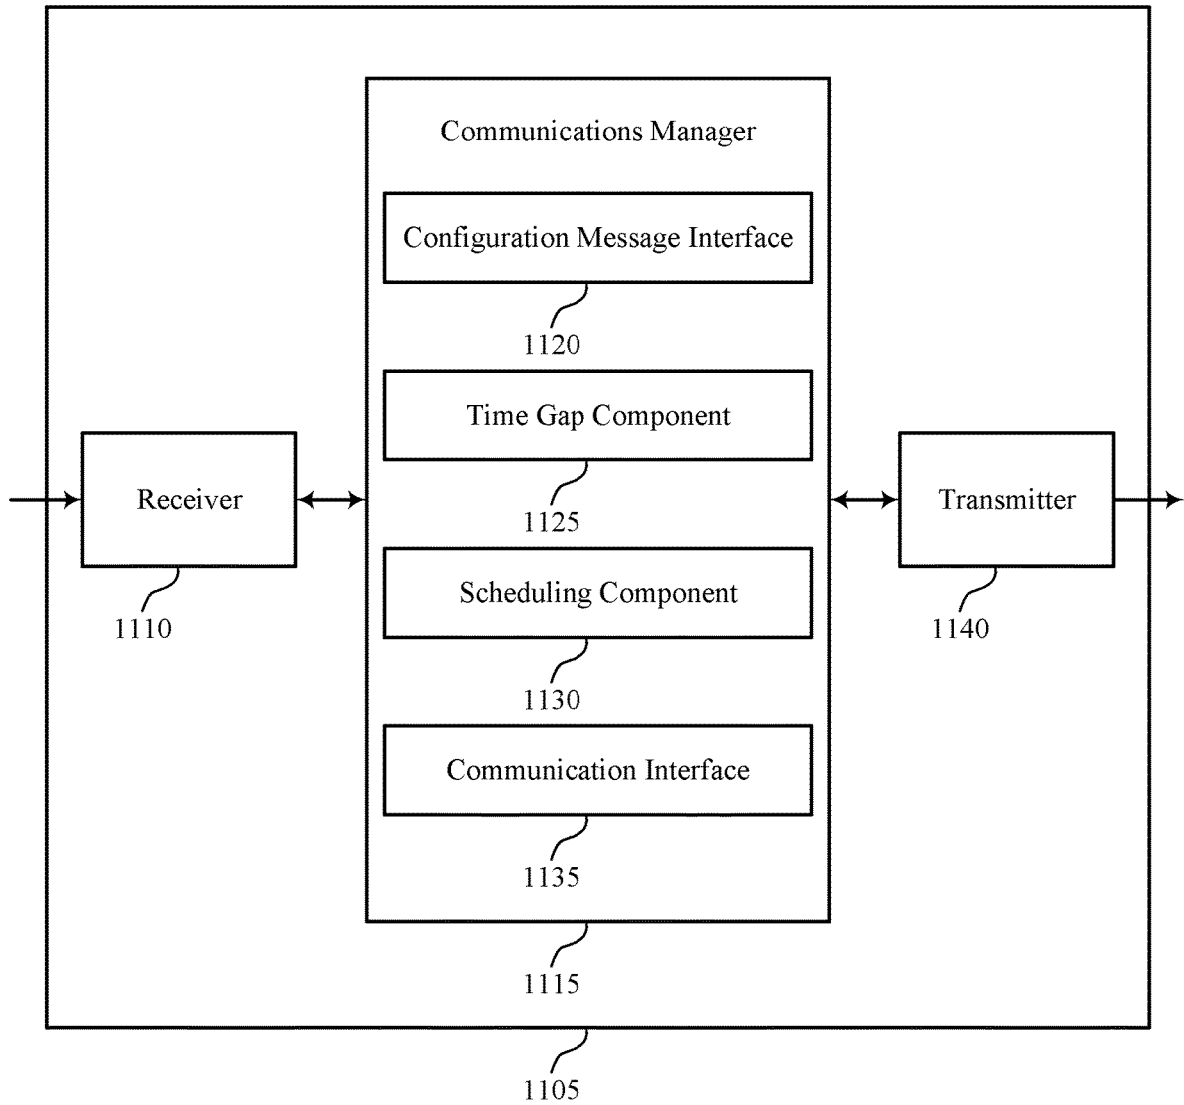 Communications Manager
Configuration Message Interface
1120
Time Gap Component
1125
Receiver
1110
Scheduling Component
1130
Transmitter
1140
Communication Interface
1135
1115
1105